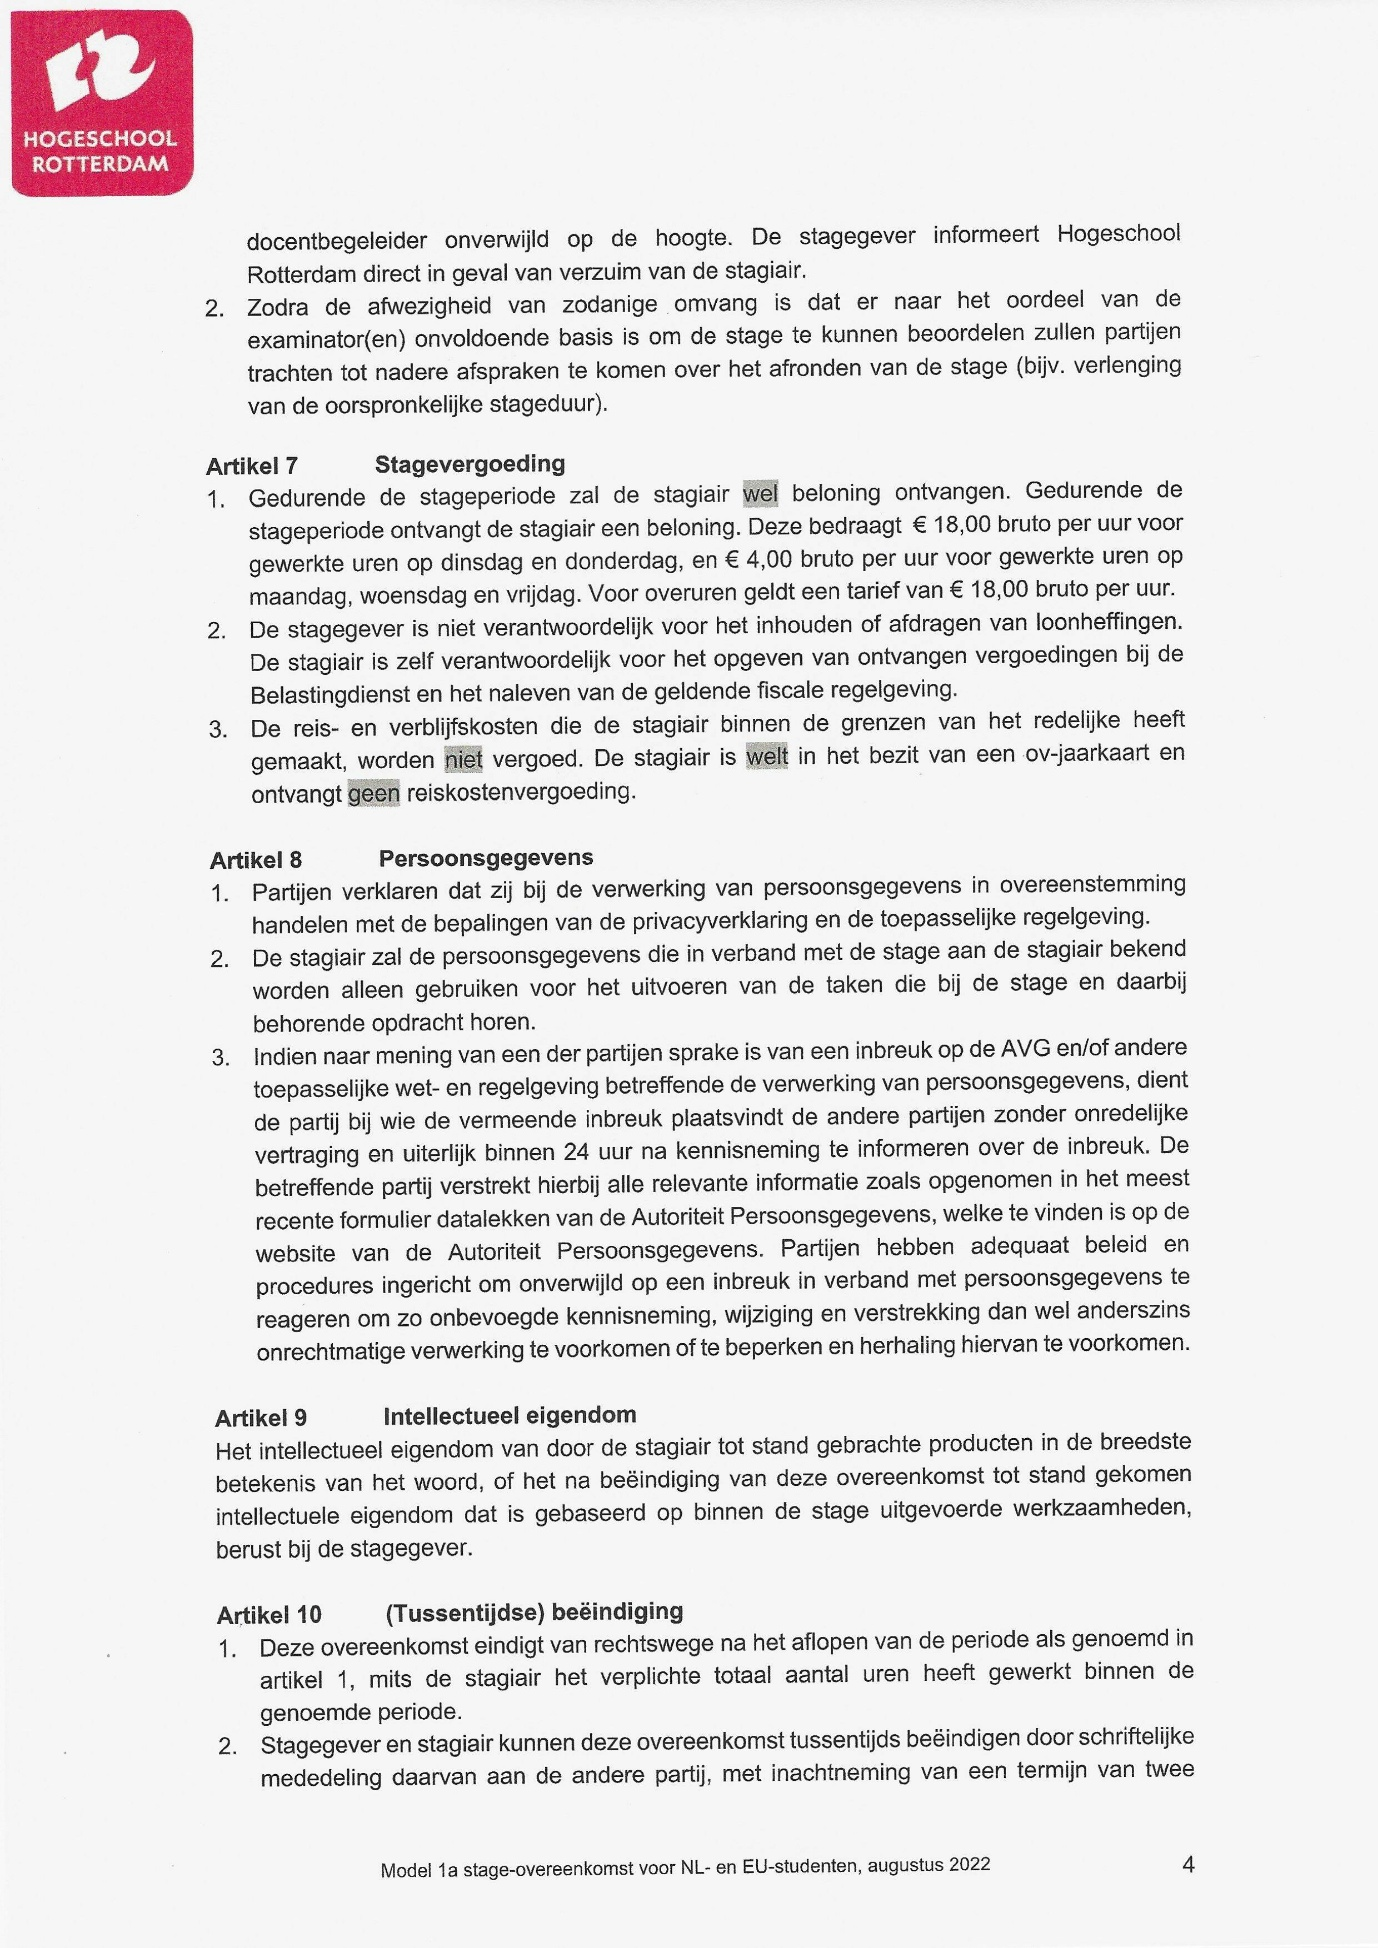 HOGESCHOOL
ROTTERDAM
docentbegeleider onverwijld op de hoogte. De stagegever informeert Hogeschool
Rotterdam direct in geval van verzuim van de stagiair.
2. Zodra de afwezigheid van zodanige omvang is dat er naar het oordeel van de
examinator(en) onvoldoende basis is om de stage te kunnen beoordelen zullen partijen
trachten tot nadere afspraken te komen over het afronden van de stage (bijv. verlenging
van de oorspronkelijke stageduur).
Artikel 7 Stagevergoeding
1. Gedurende de stageperiode zal de stagiair wel beloning ontvangen. Gedurende de
stageperiode ontvangt de stagiair een beloning. Deze bedraagt € 18,00 bruto per uur voor
gewerkte uren op dinsdag en donderdag, en € 4,00 bruto per uur voor gewerkte uren op
maandag, woensdag en vrijdag. Voor overuren geldt een tarief van € 18,00 bruto per uur.
2. De stagegever is niet verantwoordelijk voor het inhouden of afdragen van loonheffingen.
De stagiair is zelf verantwoordelijk voor het opgeven van ontvangen vergoedingen bij de
Belastingdienst en het naleven van de geldende fiscale regelgeving.
3. De reis- en verblijfskosten die de stagiair binnen de grenzen van het redelijke heeft
gemaakt, worden niet vergoed. De stagiair is welt in het bezit van een ov-jaarkaart en
ontvangt geen reiskostenvergoeding.
Artikel 8 Persoonsgegevens
1. Partijen verklaren dat zij bij de verwerking van persoonsgegevens in overeenstemming
handelen met de bepalingen van de privacyverklaring en de toepasselijke regelgeving.
2. De stagiair zal de persoonsgegevens die in verband met de stage aan de stagiair bekend
worden alleen gebruiken voor het uitvoeren van de taken die bij de stage en daarbij
behorende opdracht horen.
3. Indien naar mening van een der partijen sprake is van een inbreuk op de AVG en/of andere
toepasselijke wet- en regelgeving betreffende de verwerking van persoonsgegevens, dient
de partij bij wie de vermeende inbreuk plaatsvindt de andere partijen zonder onredelijke
vertraging en uiterlijk binnen 24 uur na kennisneming te informeren over de inbreuk. De
betreffende partij verstrekt hierbij alle relevante informatie zoals opgenomen in het meest
recente formulier datalekken van de Autoriteit Persoonsgegevens, welke te vinden is op de
website van de Autoriteit Persoonsgegevens. Partijen hebben adequaat beleid en
procedures ingericht om onverwijld op een inbreuk in verband met persoonsgegevens te
reageren om zo onbevoegde kennisneming, wijziging en verstrekking dan wel anderszins
onrechtmatige verwerking te voorkomen of te beperken en herhaling hiervan te voorkomen.
Artikel 9 Intellectueel eigendom
Het intellectueel eigendom van door de stagiair tot stand gebrachte producten in de breedste
betekenis van het woord, of het na beëindiging van deze overeenkomst tot stand gekomen
intellectuele eigendom dat is gebaseerd op binnen de stage uitgevoerde werkzaamheden,
berust bij de stagegever.
Artikel 10 (Tussentijdse) beëindiging
1. Deze overeenkomst eindigt van rechtswege na het aflopen van de periode als genoemd in
artikel 1, mits de stagiair het verplichte totaal aantal uren heeft gewerkt binnen de
genoemde periode.
2. Stagegever en stagiair kunnen deze overeenkomst tussentijds beëindigen door schriftelijke
mededeling daarvan aan de andere partij, met inachtneming van een termijn van twee
Model 1a stage-overeenkomst voor NL- en EU-studenten, augustus 2022 4